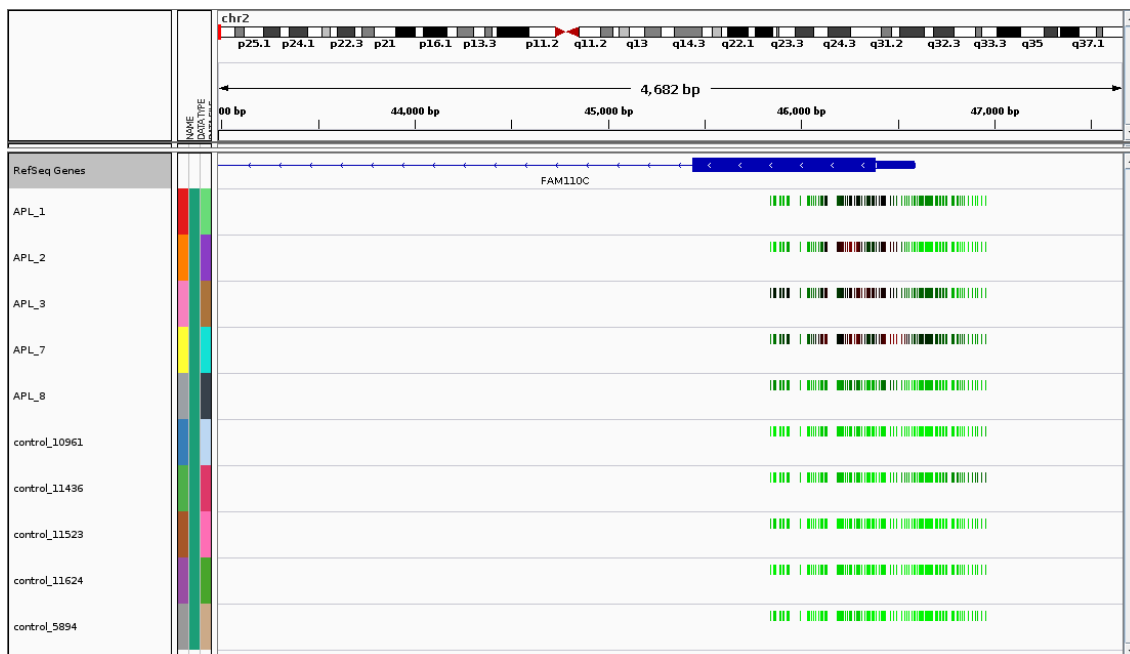 chr2
p25.1 p24.1 p22.3 p21 p16.1 p13.3 p11.2 q11.2 q13 q14.3 q22.1 q23.3 q24.3 q31.2 q32.3 q33.3 q35 q37.1
4,682 bp
00 bp 44,000 bp 45,000 bp 46,000 bp 47,000 bp
NAME
DATA TYPE
RefSeq Genes
FAM110C
APL_1
APL_2
APL_3
APL_7
APL_8
control_10961
control_11436
control_11523
control_11624
control_5894